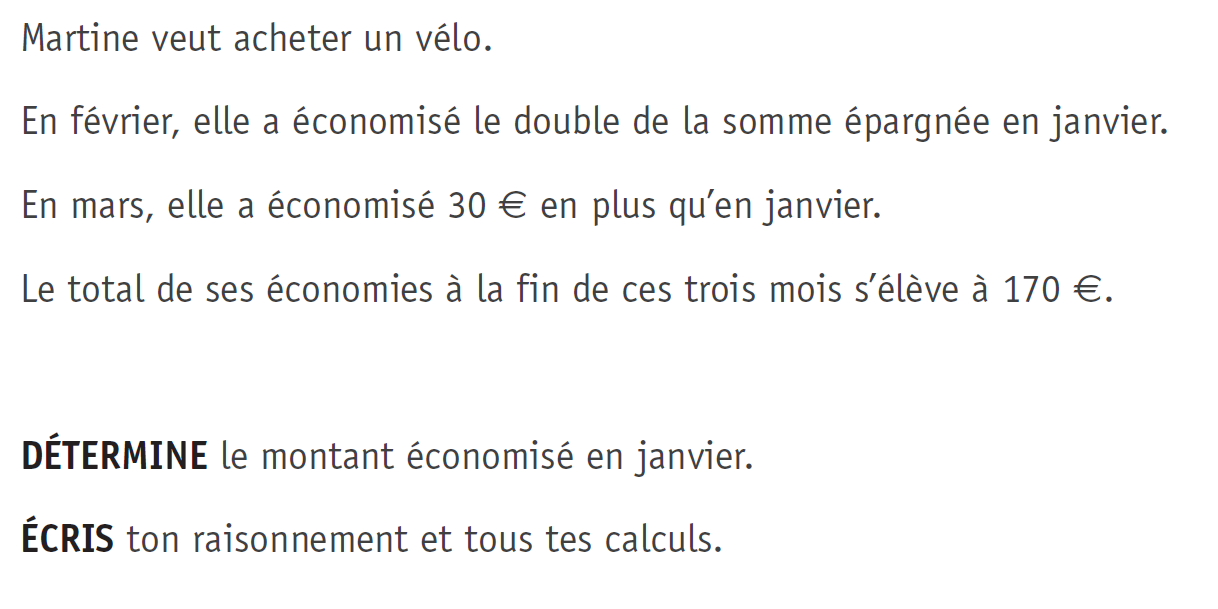 Martine veut acheter un vélo.
En février, elle a économisé le double de la somme épargnée en janvier.
En mars, elle a économisé 30 € en plus qu’en janvier.
Le total de ses économies à la fin de ces trois mois s’élève à 170 €.
DÉTERMINE le montant économisé en janvier.
ÉCRIS ton raisonnement et tous tes calculs.